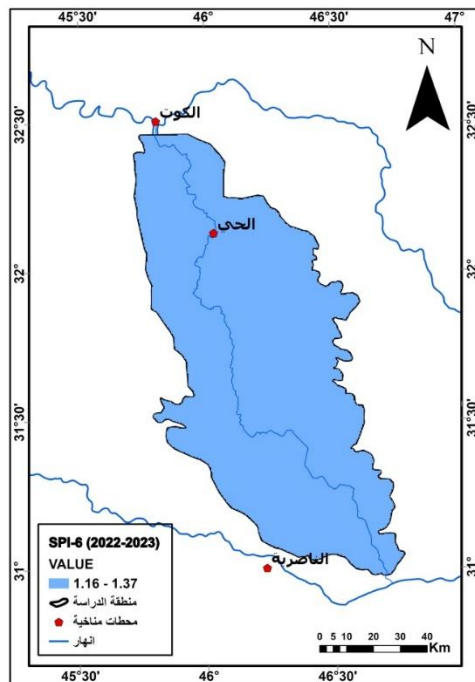 45°30' 46° 46°30' 47°
N
32°30' 32°30'
الكوت
الحي
32° 32°
31°30' 31°30'
31° 31°
الناصرية
SPI-6 (2022-2023)
VALUE
1.16 - 1.37
منطقة الدراسة
محطات مناخية
انهار
0 5 10 20 30 40
Km
45°30' 46° 46°30'